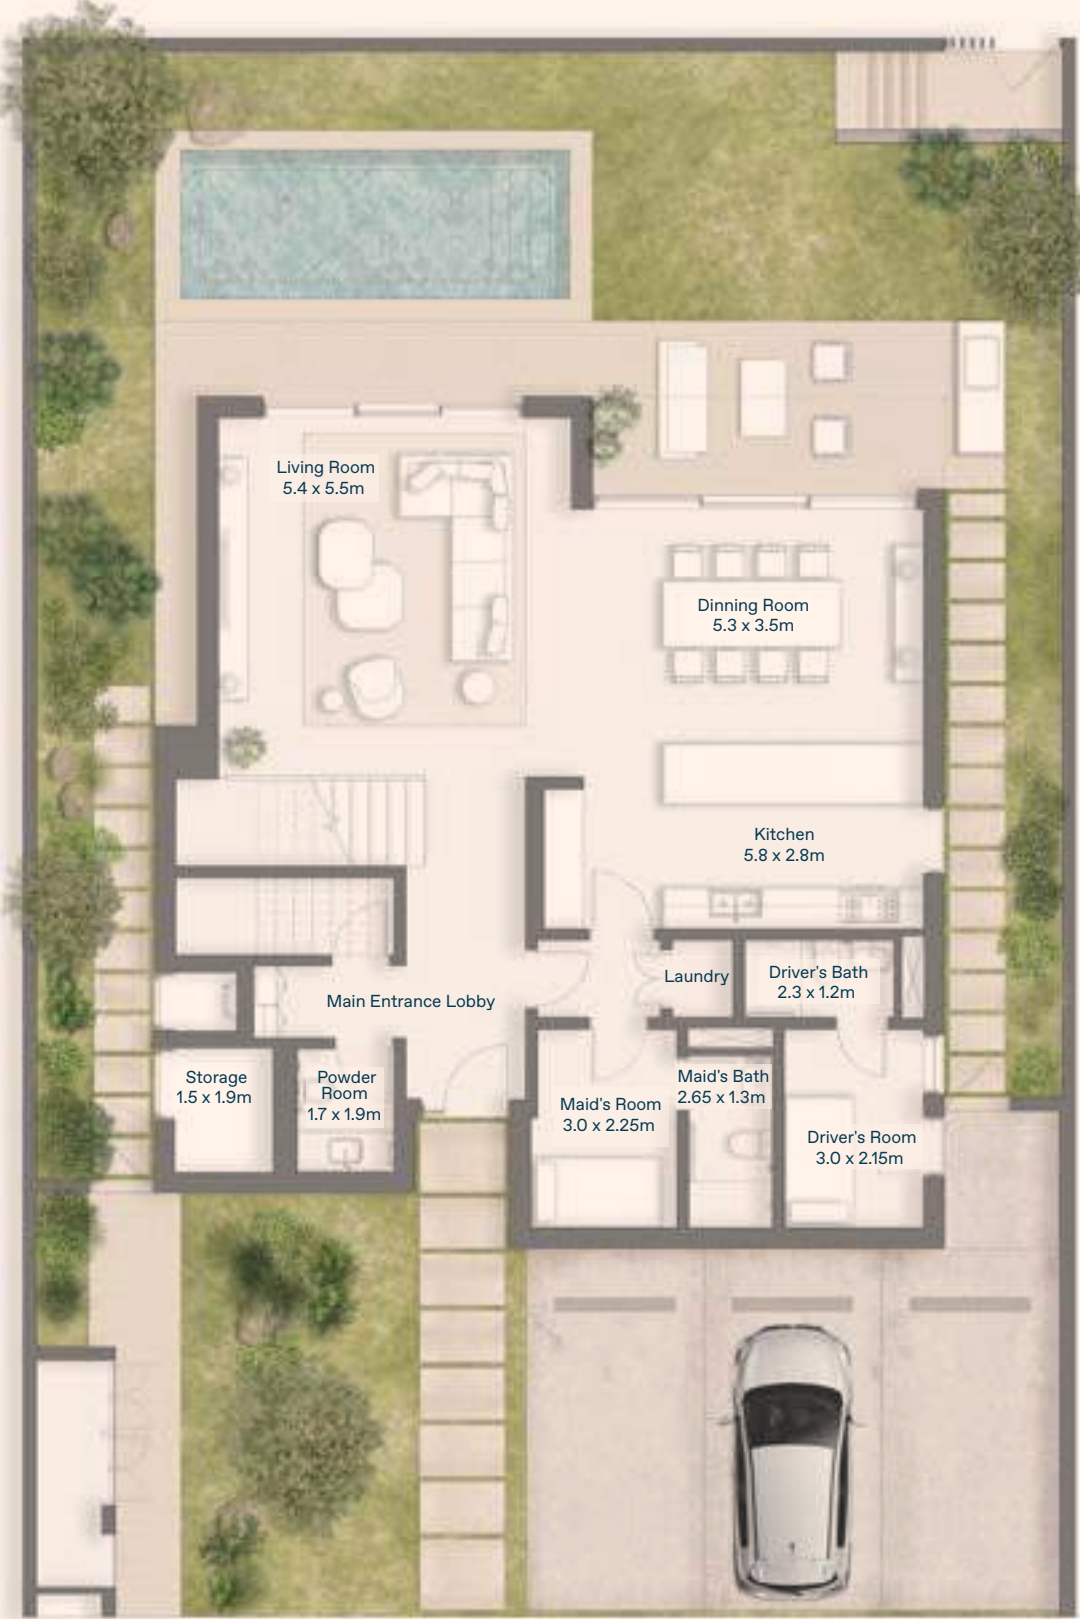 Living Room
5.4 x 5.5m
Dinning Room
5.3 x 3.5m
Kitchen
5.8 x 2.8m
Laundry
Driver's Bath
2.3 x 1.2m
Main Entrance Lobby
Storage
1.5 x 1.9m
Powder
Room
1.7 x 1.9m
Maid's Room
3.0 x 2.25m
Maid's Bath
2.65 x 1.3m
Driver's Room
3.0 x 2.15m